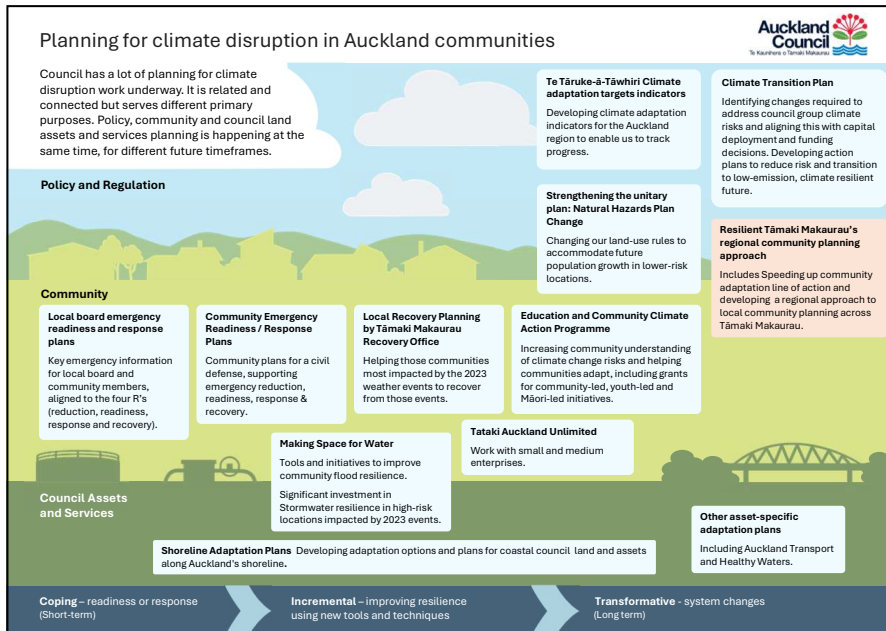 Planning for climate disruption in Auckland communities
Auckland
Council
Te Kaunihera o Tāmaki Makaurau
Council has a lot of planning for climate
disruption work underway. It is related and
connected but serves different primary
purposes. Policy, community and council land
assets and services planning is happening at the
same time, for different future timeframes.
Te Tāruke-ā-Tāwhiri Climate
adaptation targets indicators
Developing climate adaptation
indicators for the Auckland
region to enable us to track
progress.
Climate Transition Plan
Identifying changes required to
address council group climate
risks and aligning this with capital
deployment and funding
decisions. Developing action
plans to reduce risk and transition
to low-emission, climate resilient
future.
Policy and Regulation
Strengthening the unitary
plan: Natural Hazards Plan
Change
Changing our land-use rules to
accommodate future
population growth in lower-risk
locations.
Resilient Tāmaki Makaurau's
regional community planning
approach
Includes Speeding up community
adaptation line of action and
developing a regional approach to
local community planning across
Tāmaki Makaurau.
Community
Local board emergency
readiness and response
plans
Key emergency information
for local board and
community members,
aligned to the four R's
(reduction, readiness,
response and recovery).
Community Emergency
Readiness / Response
Plans
Community plans for a civil
defense, supporting
emergency reduction,
readiness, response &
recovery.
Local Recovery Planning
by Tāmaki Makaurau
Recovery Office
Helping those communities
most impacted by the 2023
weather events to recover
from those events.
Education and Community Climate
Action Programme
Increasing community understanding
of climate change risks and helping
communities adapt, including grants
for community-led, youth-led and
Māori-led initiatives.
Making Space for Water
Tools and initiatives to improve
community flood resilience.
Significant investment in
Stormwater resilience in high-risk
locations impacted by 2023 events.
Tataki Auckland Unlimited
Work with small and medium
enterprises.
Council Assets
and Services
Other asset-specific
adaptation plans
Including Auckland Transport
and Healthy Waters.
Shoreline Adaptation Plans Developing adaptation options and plans for coastal council land and assets
along Auckland's shoreline.
Coping – readiness or response
(Short-term)
Incremental – improving resilience
using new tools and techniques
Transformative - system changes
(Long term)